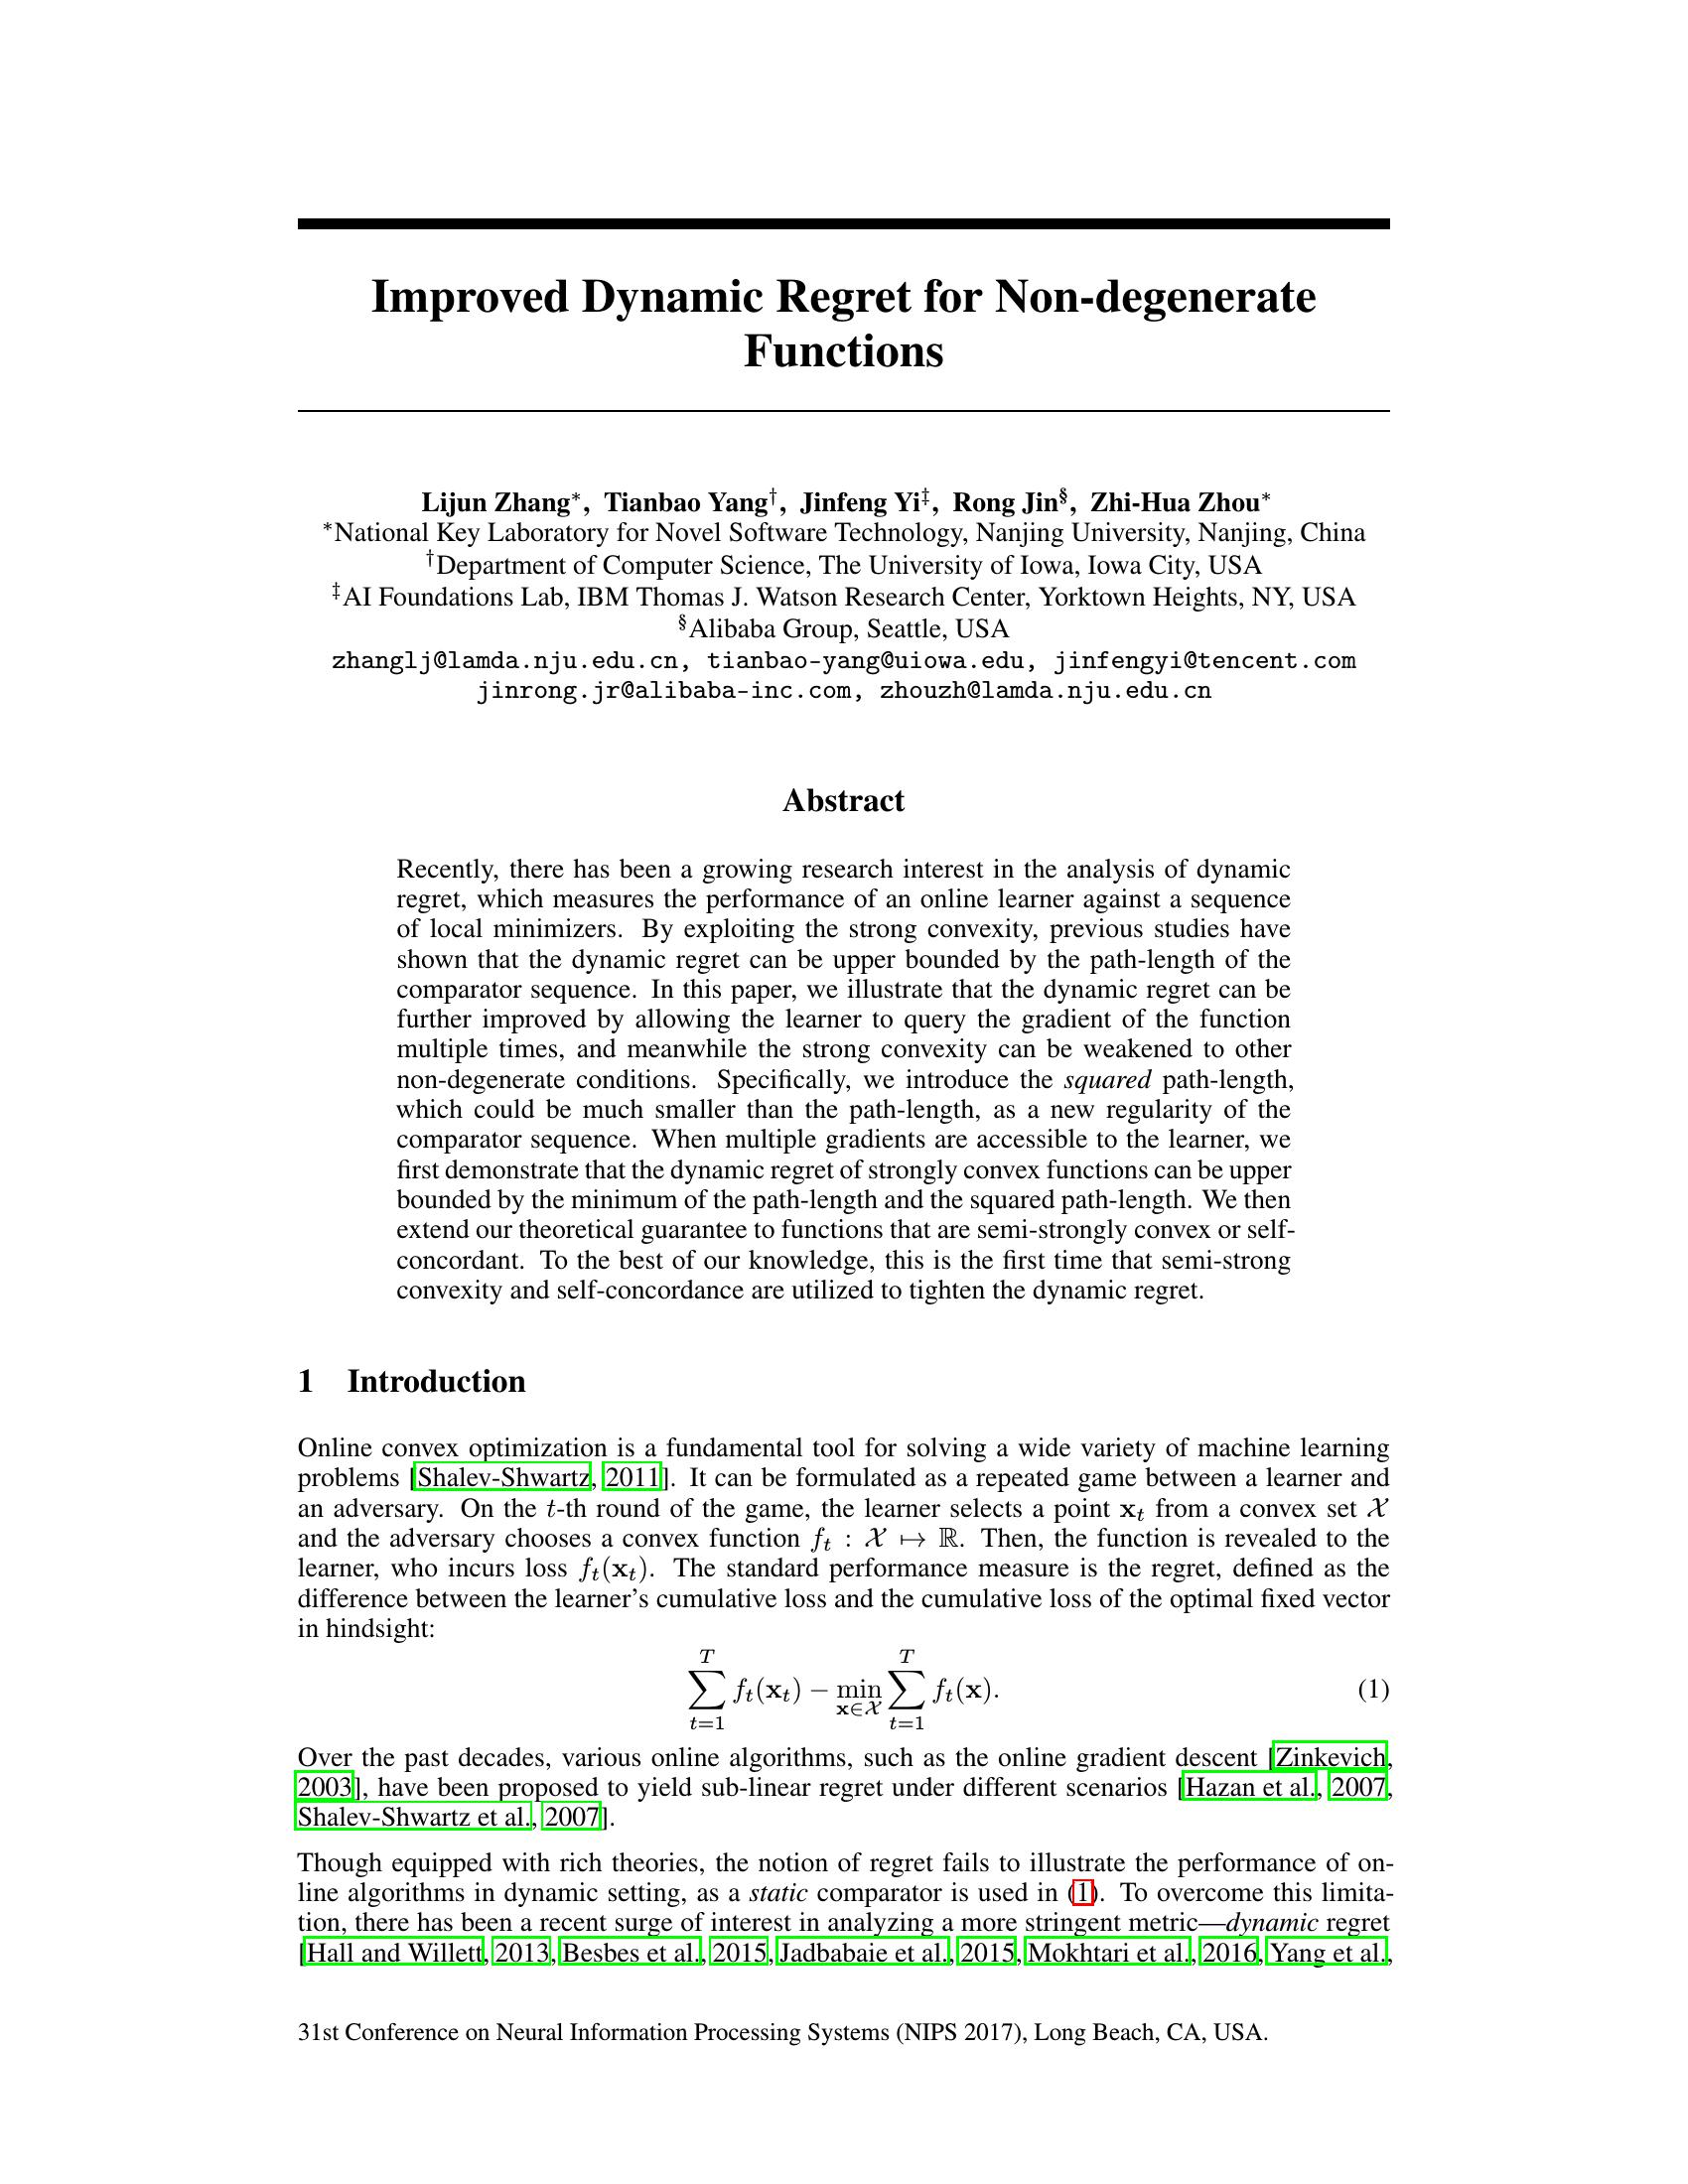 Improved Dynamic Regret for Non-degenerate
Functions
Lijun Zhang∗, Tianbao Yang†, Jinfeng Yi‡, Rong Jin§, Zhi-Hua Zhou∗
∗National Key Laboratory for Novel Software Technology, Nanjing University, Nanjing, China
†Department of Computer Science, The University of Iowa, Iowa City, USA
‡AI Foundations Lab, IBM Thomas J. Watson Research Center, Yorktown Heights, NY, USA
§Alibaba Group, Seattle, USA
zhanglj@lamda.nju.edu.cn, tianbao-yang@uiowa.edu, jinfengyi@tencent.com
jinrong.jr@alibaba-inc.com, zhouzh@lamda.nju.edu.cn
Abstract
Recently, there has been a growing research interest in the analysis of dynamic
regret, which measures the performance of an online learner against a sequence
of local minimizers. By exploiting the strong convexity, previous studies have
shown that the dynamic regret can be upper bounded by the path-length of the
comparator sequence. In this paper, we illustrate that the dynamic regret can be
further improved by allowing the learner to query the gradient of the function
multiple times, and meanwhile the strong convexity can be weakened to other
non-degenerate conditions. Specifically, we introduce the squared path-length,
which could be much smaller than the path-length, as a new regularity of the
comparator sequence. When multiple gradients are accessible to the learner, we
first demonstrate that the dynamic regret of strongly convex functions can be upper
bounded by the minimum of the path-length and the squared path-length. We then
extend our theoretical guarantee to functions that are semi-strongly convex or self-
concordant. To the best of our knowledge, this is the first time that semi-strong
convexity and self-concordance are utilized to tighten the dynamic regret.
1 Introduction
Online convex optimization is a fundamental tool for solving a wide variety of machine learning
problems [Shalev-Shwartz, 2011]. It can be formulated as a repeated game between a learner and
an adversary. On the t-th round of the game, the learner selects a point x_t from a convex set 𝒳
and the adversary chooses a convex function f_t : 𝒳 ↦ ℝ. Then, the function is revealed to the
learner, who incurs loss f_t(x_t). The standard performance measure is the regret, defined as the
difference between the learner's cumulative loss and the cumulative loss of the optimal fixed vector
in hindsight:
∑_{t=1}^{T} f_t(x_t) − min_{x∈𝒳} ∑_{t=1}^{T} f_t(x). (1)
Over the past decades, various online algorithms, such as the online gradient descent [Zinkevich,
2003], have been proposed to yield sub-linear regret under different scenarios [Hazan et al., 2007,
Shalev-Shwartz et al., 2007].
Though equipped with rich theories, the notion of regret fails to illustrate the performance of on-
line algorithms in dynamic setting, as a static comparator is used in (1). To overcome this limita-
tion, there has been a recent surge of interest in analyzing a more stringent metric—dynamic regret
[Hall and Willett, 2013, Besbes et al., 2015, Jadbabaie et al., 2015, Mokhtari et al., 2016, Yang et al.,
31st Conference on Neural Information Processing Systems (NIPS 2017), Long Beach, CA, USA.